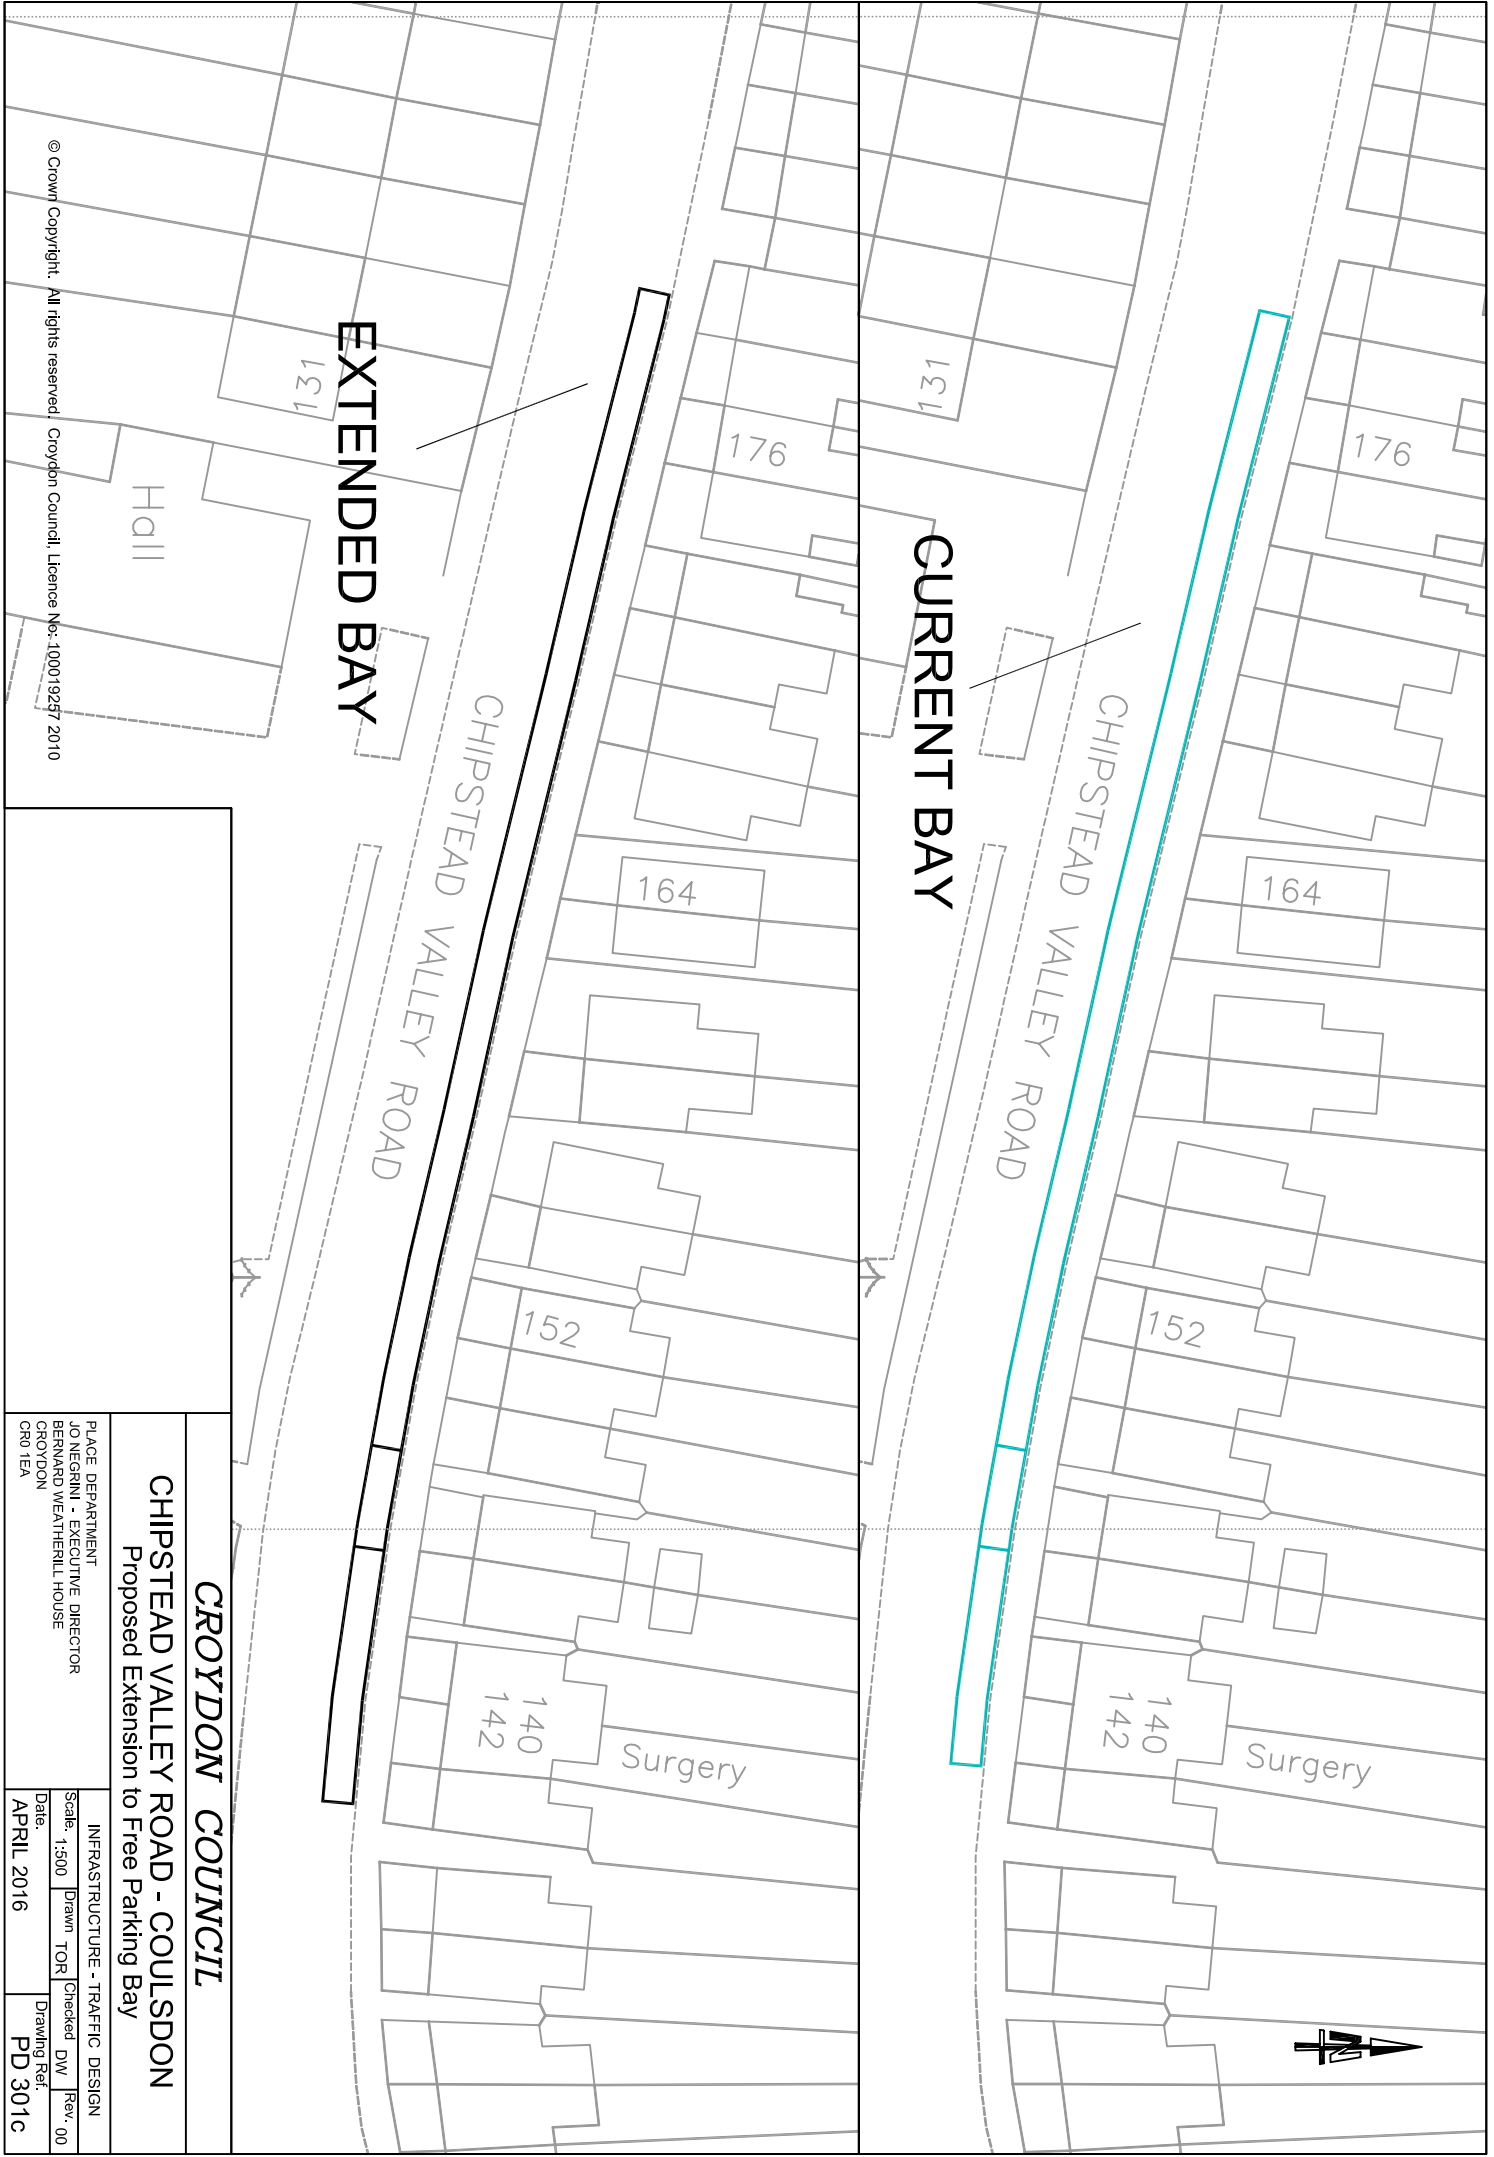 176
131
164
CURRENT BAY
CHIPSTEAD VALLEY ROAD
152
140
142
Surgery
N
176
131
164
EXTENDED BAY
Hall
CHIPSTEAD VALLEY ROAD
152
140
142
Surgery
© Crown Copyright. All rights reserved. Croydon Council, Licence No: 100019257 2010
CROYDON COUNCIL
CHIPSTEAD VALLEY ROAD - COULSDON
Proposed Extension to Free Parking Bay
PLACE DEPARTMENT
JO NEGRINI - EXECUTIVE DIRECTOR
BERNARD WEATHERILL HOUSE
CROYDON
CR0 1EA
INFRASTRUCTURE - TRAFFIC DESIGN
Scale. 1:500 Drawn TOR Checked DW Rev. 00
Date. Drawing Ref.
APRIL 2016 PD 301c